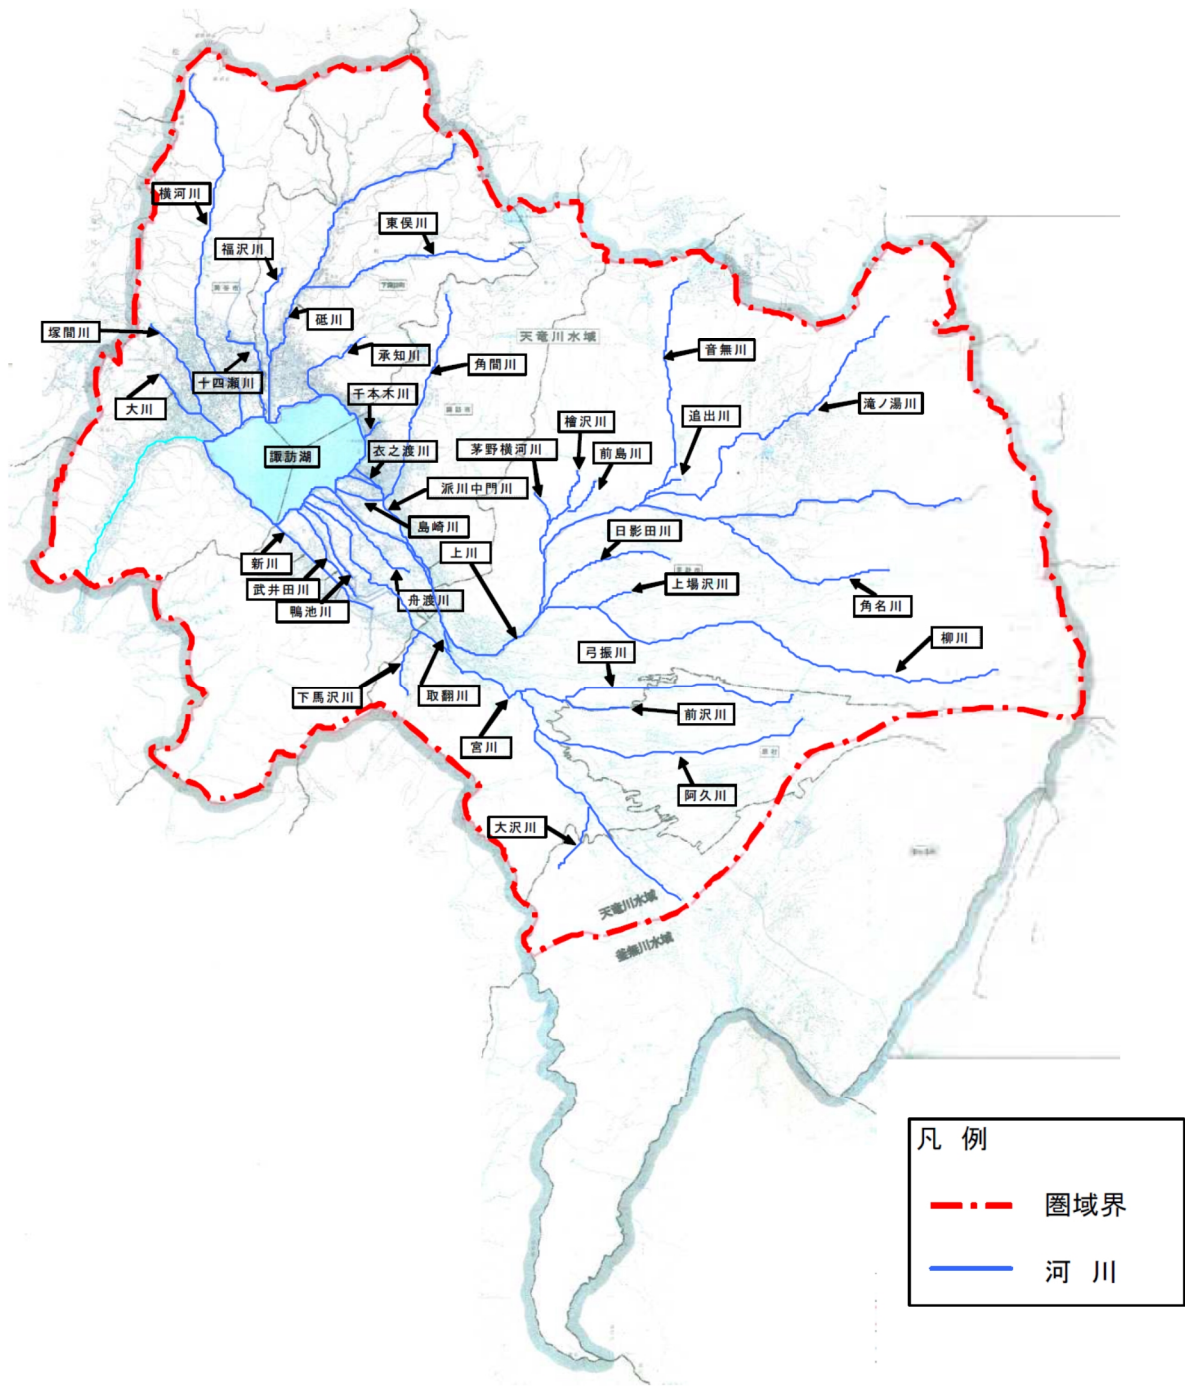 横河川
東俣川
福沢川
砥川
塚間川
天竜川水域
承知川
角間川
音無川
十四瀬川
千本木川
大川
滝ノ湯川
追出川
檜沢川
衣之渡川
茅野横河川
前島川
諏訪湖
派川中門川
島崎川
日影田川
上川
新川
武井田川
上場沢川
舟渡川
鴨池川
角名川
柳川
弓振川
下馬沢川
取翻川
前沢川
宮川
阿久川
大沢川
天竜川水域
釜無川水域
凡 例
圏域界
河 川